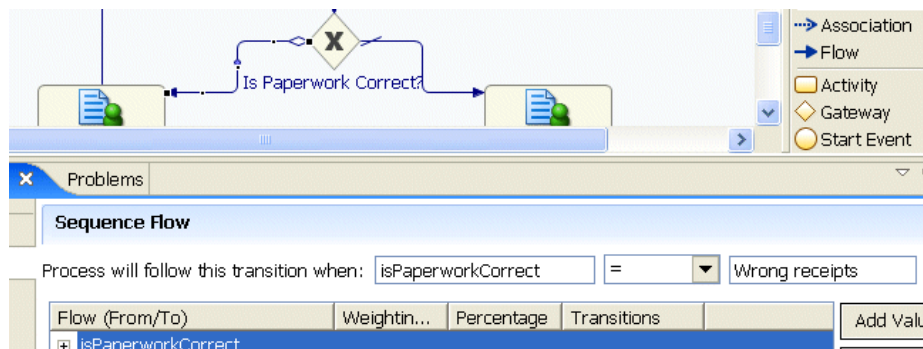 Association
Flow
X
Is Paperwork Correct?
Activity
Gateway
Start Event
Problems
Sequence Flow
Process will follow this transition when: isPaperworkCorrect = Wrong receipts
Flow (From/To) Weightin... Percentage Transitions Add Valu
isPaperworkCorrect